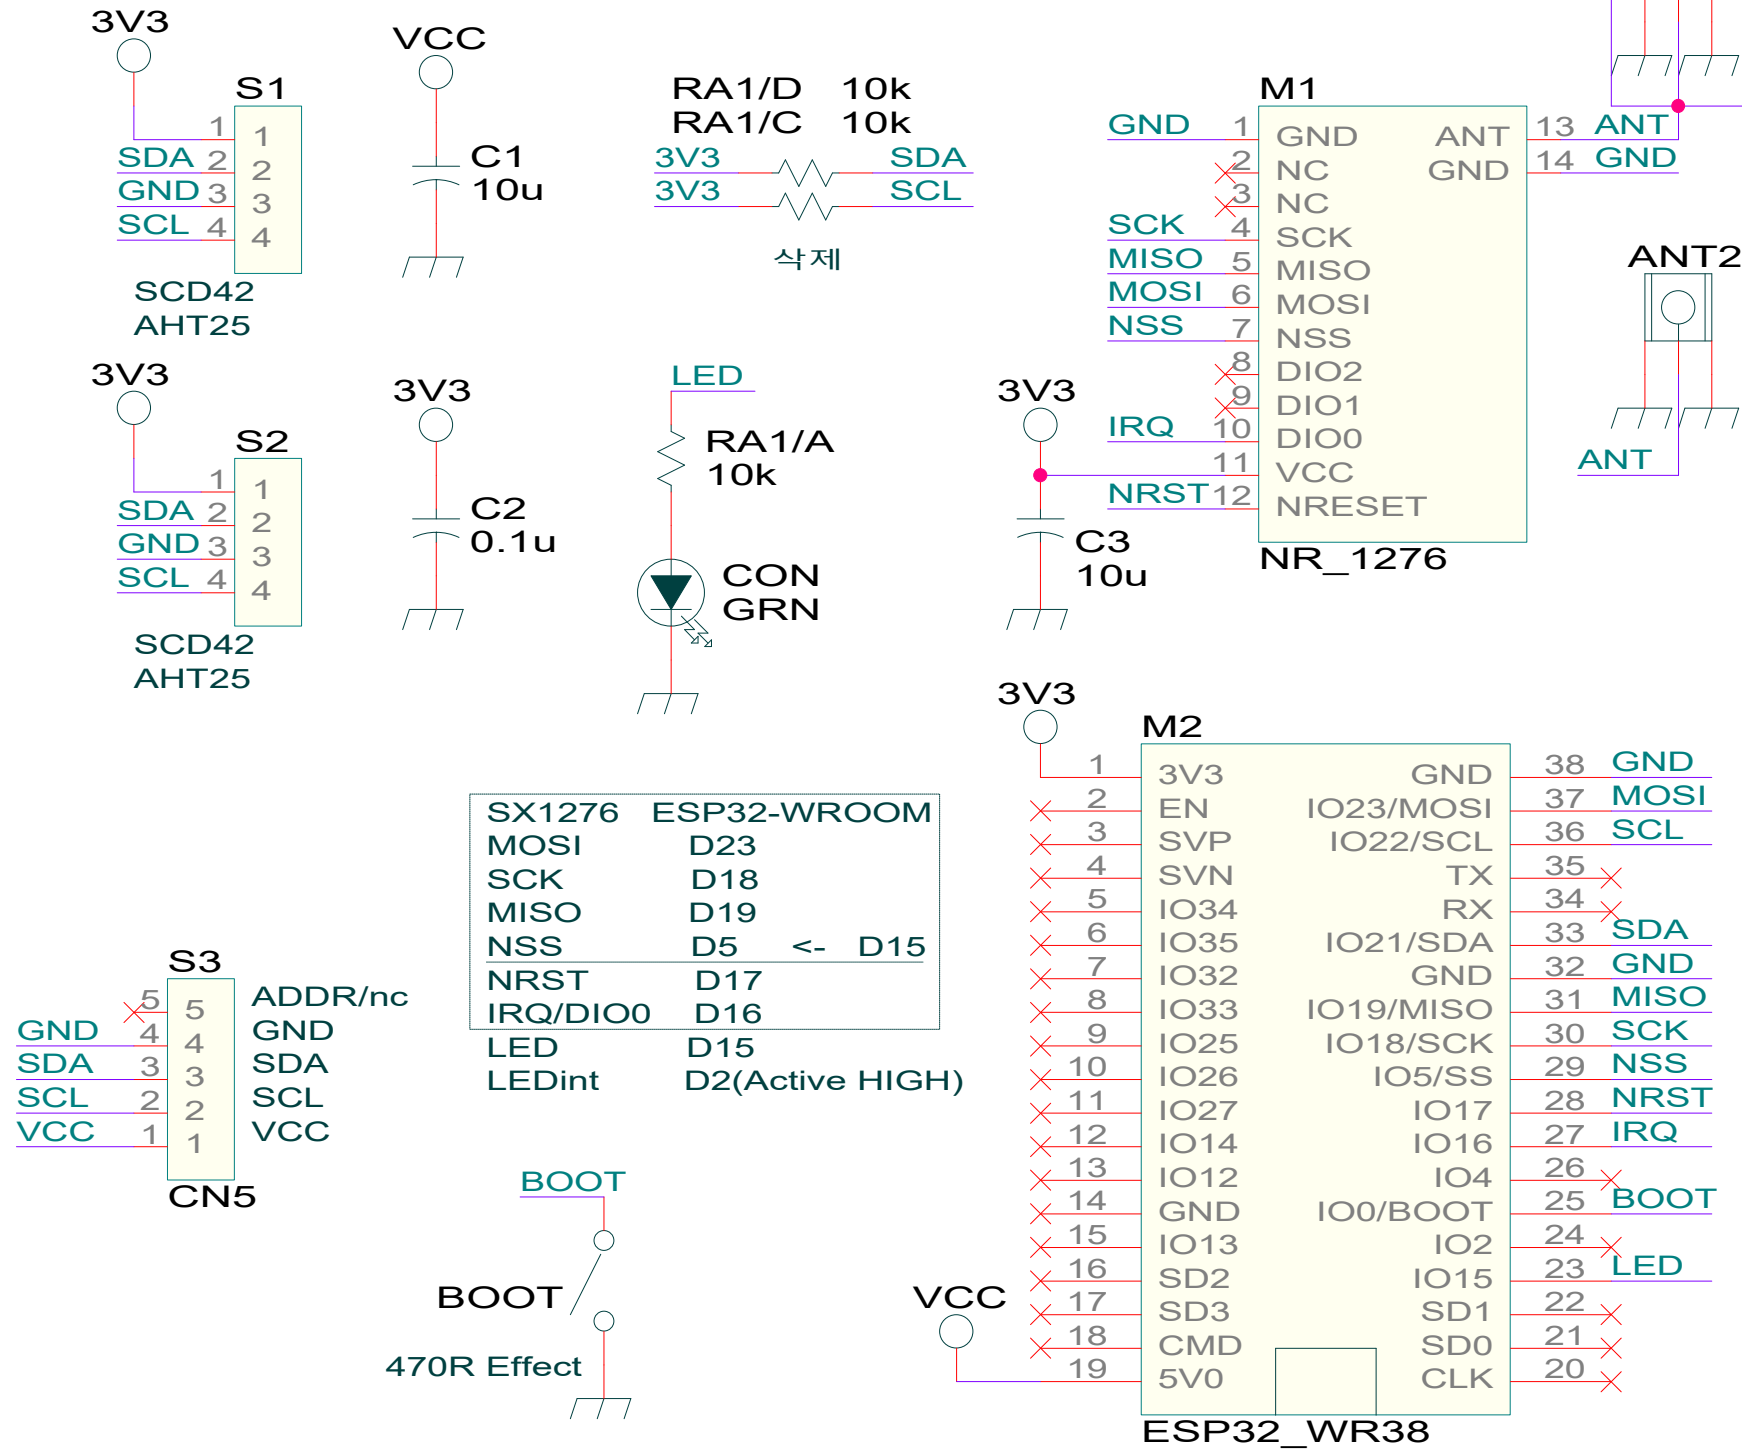 3V3
S1
1 1
SDA 2 2
GND 3 3
SCL 4 4
SCD42
AHT25
VCC
C1
10u
RA1/D 10k
RA1/C 10k
3V3 SDA
3V3 SCL
삭제
M1
GND 1 GND ANT 13 ANT
2 NC GND 14 GND
3 NC
SCK 4 SCK
MISO 5 MISO
MOSI 6 MOSI
NSS 7 NSS
8 DIO2
9 DIO1
IRQ 10 DIO0
11 VCC
NRST 12 NRESET
NR_1276
3V3
C3
10u
ANT2
ANT
3V3
S2
1 1
SDA 2 2
GND 3 3
SCL 4 4
SCD42
AHT25
3V3
C2
0.1u
LED
RA1/A
10k
CON
GRN
SX1276 ESP32-WROOM
MOSI D23
SCK D18
MISO D19
NSS D5 <- D15
NRST D17
IRQ/DIO0 D16
LED D15
LEDint D2(Active HIGH)
S3
5 5 ADDR/nc
GND 4 4 GND
SDA 3 3 SDA
SCL 2 2 SCL
VCC 1 1 VCC
CN5
BOOT
BOOT
470R Effect
3V3
M2
1 3V3 GND 38 GND
2 EN IO23/MOSI 37 MOSI
3 SVP IO22/SCL 36 SCL
4 SVN TX 35
5 IO34 RX 34
6 IO35 IO21/SDA 33 SDA
7 IO32 GND 32 GND
8 IO33 IO19/MISO 31 MISO
9 IO25 IO18/SCK 30 SCK
10 IO26 IO5/SS 29 NSS
11 IO27 IO17 28 NRST
12 IO14 IO16 27 IRQ
13 IO12 IO4 26
14 GND IO0/BOOT 25 BOOT
15 IO13 IO2 24
16 SD2 IO15 23 LED
17 SD3 SD1 22
18 CMD SD0 21
19 5V0 CLK 20
VCC
ESP32_WR38